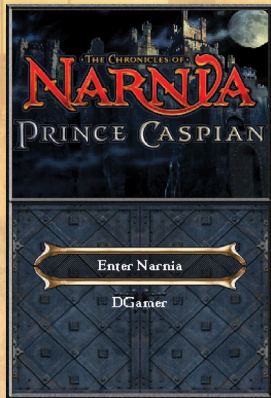 · THE CHRONICLES OF ·
NARNIA
PRINCE CASPIAN
Enter Narnia
DGamer